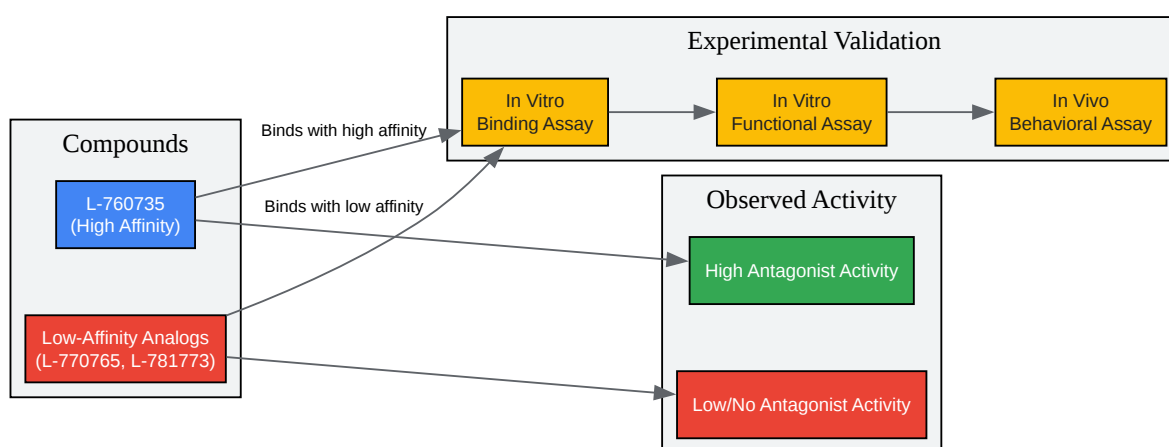 Experimental Validation
In Vitro
Binding Assay
In Vitro
Functional Assay
In Vivo
Behavioral Assay
Compounds
Binds with high affinity
L-760735
(High Affinity)
Binds with low affinity
Observed Activity
High Antagonist Activity
Low-Affinity Analogs
(L-770765, L-781773)
Low/No Antagonist Activity